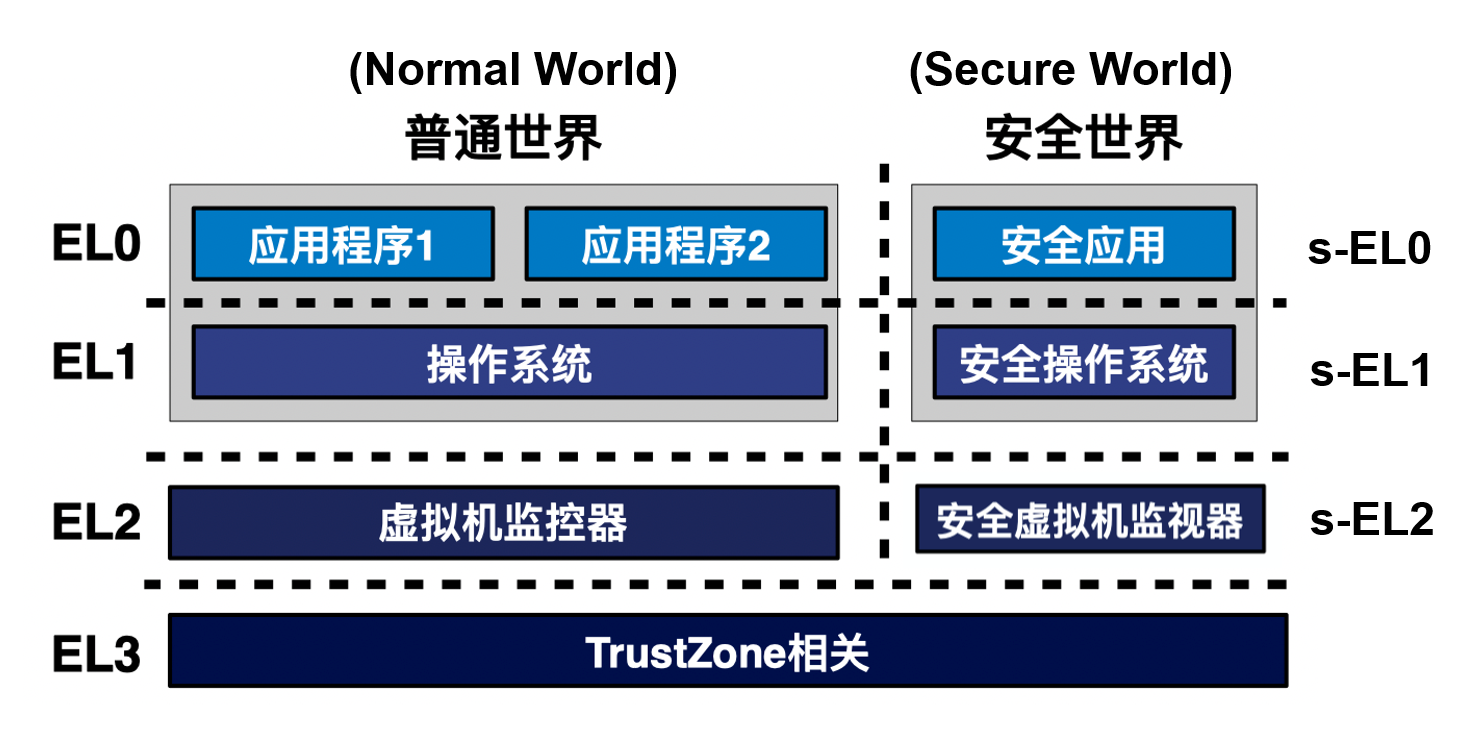 (Normal World)
(Secure World)
普通世界
安全世界
EL0
应用程序1
应用程序2
安全应用
s-EL0
EL1
操作系统
安全操作系统
s-EL1
EL2
虚拟机监控器
安全虚拟机监视器
s-EL2
EL3
TrustZone相关